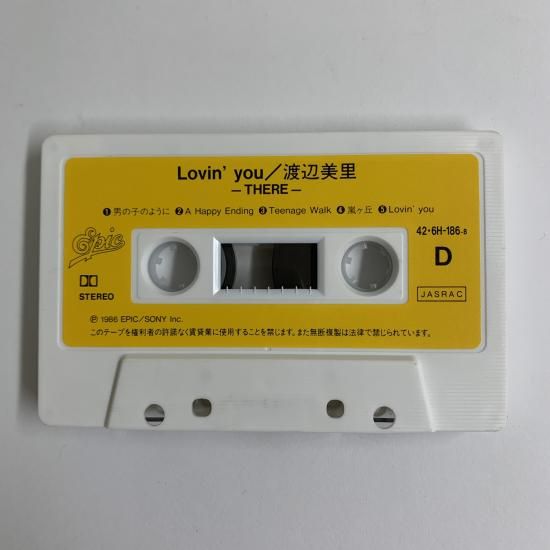 Lovin' you／渡辺美里
—THERE—
❶男の子のように ❷A Happy Ending ❸Teenage Walk ❹嵐ヶ丘 ❺Lovin' you
Epic
42·6H-186-B
D
DOLBY STEREO
JASRAC
℗ 1986 EPIC/SONY Inc.
このテープを権利者の許諾なく賃貸業に使用することを禁じます。また無断複製は法律で禁じられています。